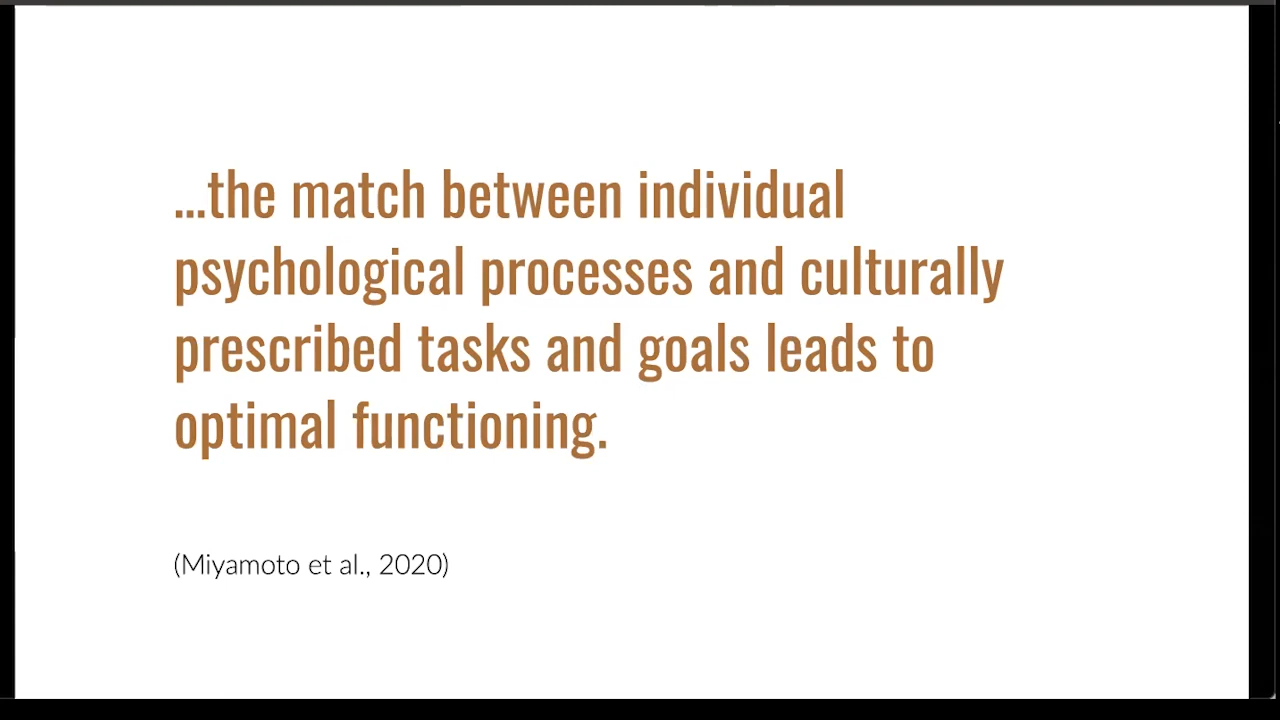 ...the match between individual
psychological processes and culturally
prescribed tasks and goals leads to
optimal functioning.
(Miyamoto et al., 2020)